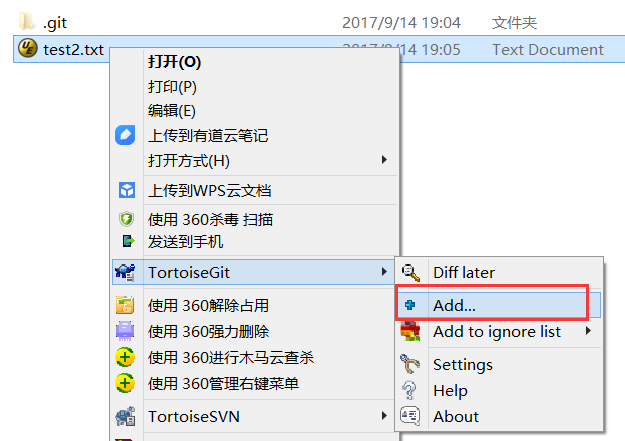 .git 2017/9/14 19:04 文件夹
test2.txt 2017/9/14 19:05 Text Document
打开(O)
打印(P)
编辑(E)
上传到有道云笔记
打开方式(H)
上传到WPS云文档
使用 360杀毒 扫描
发送到手机
TortoiseGit
使用 360解除占用
使用 360强力删除
使用 360进行木马云查杀
使用 360管理右键菜单
TortoiseSVN
Diff later
Add...
Add to ignore list
Settings
Help
About